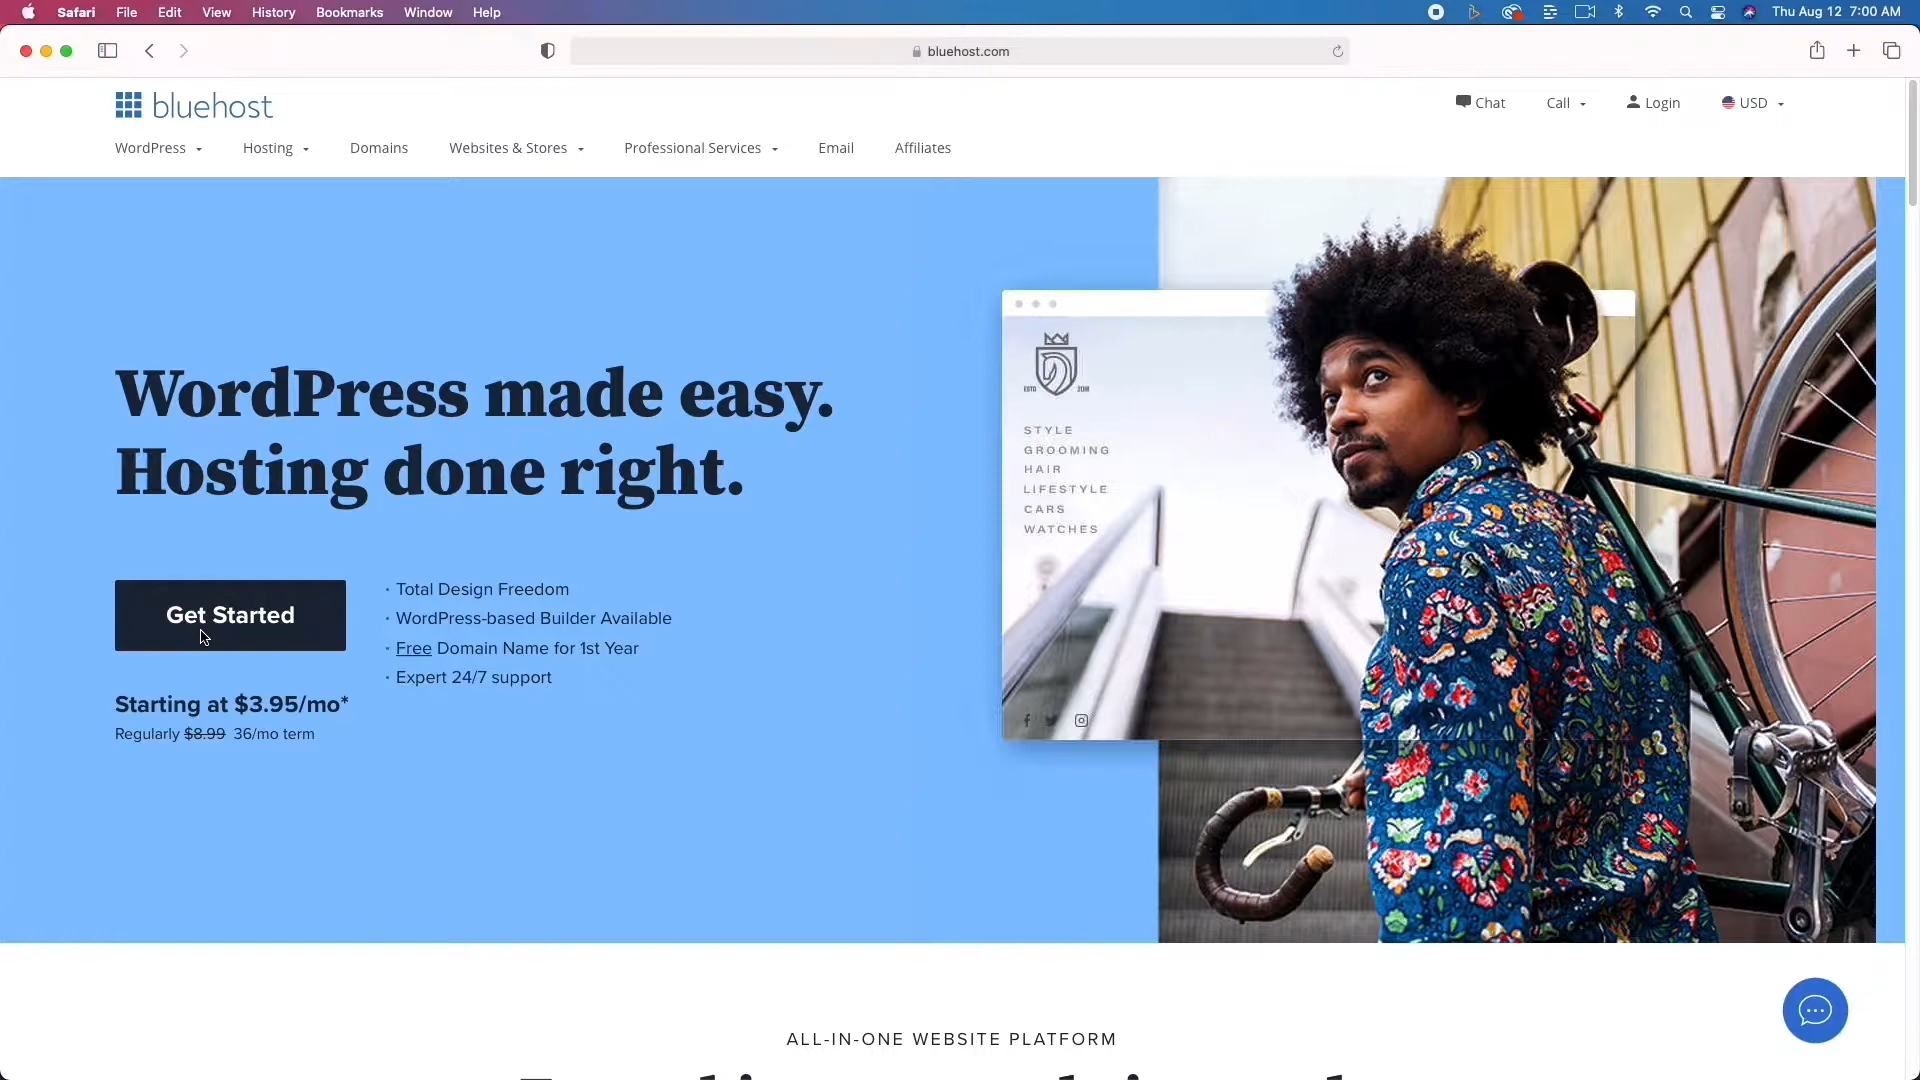 Safari File Edit View History Bookmarks Window Help
Thu Aug 12 7:00 AM
bluehost.com
bluehost
Chat Call Login USD
WordPress Hosting Domains Websites & Stores Professional Services Email Affiliates
WordPress made easy.
Hosting done right.
Get Started
· Total Design Freedom
· WordPress-based Builder Available
· Free Domain Name for 1st Year
· Expert 24/7 support
Starting at $3.95/mo*
Regularly $8.99 36/mo term
ESTD 2018
STYLE
GROOMING
HAIR
LIFESTYLE
CARS
WATCHES
ALL-IN-ONE WEBSITE PLATFORM